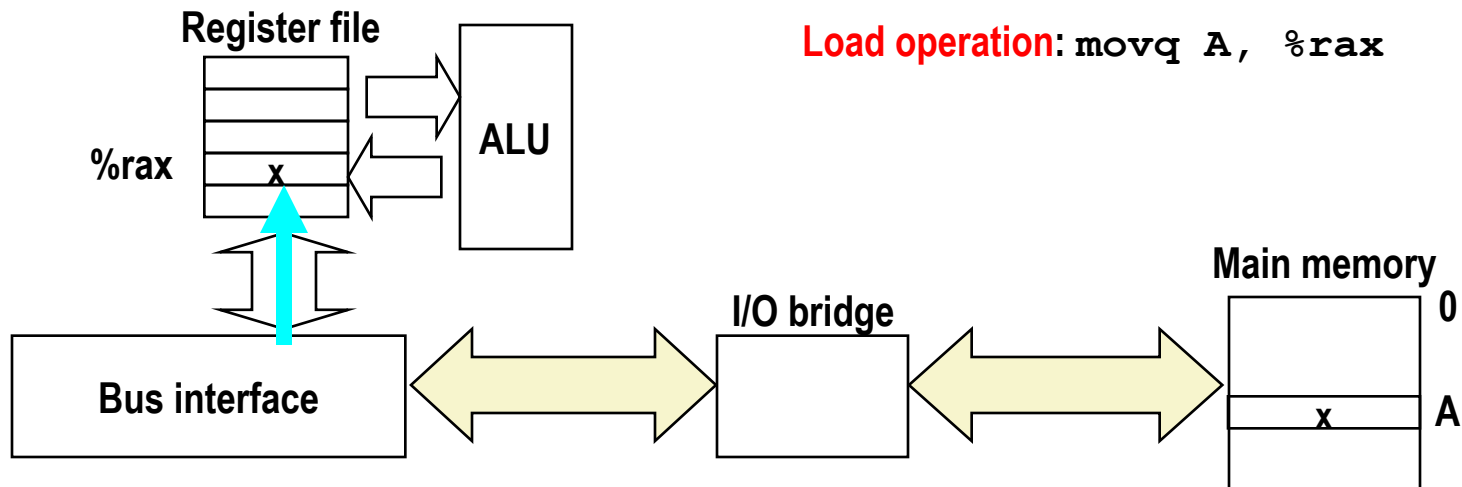 Register file
Load operation: movq A, %rax
ALU
%rax
x
Main memory
0
I/O bridge
Bus interface
x
A